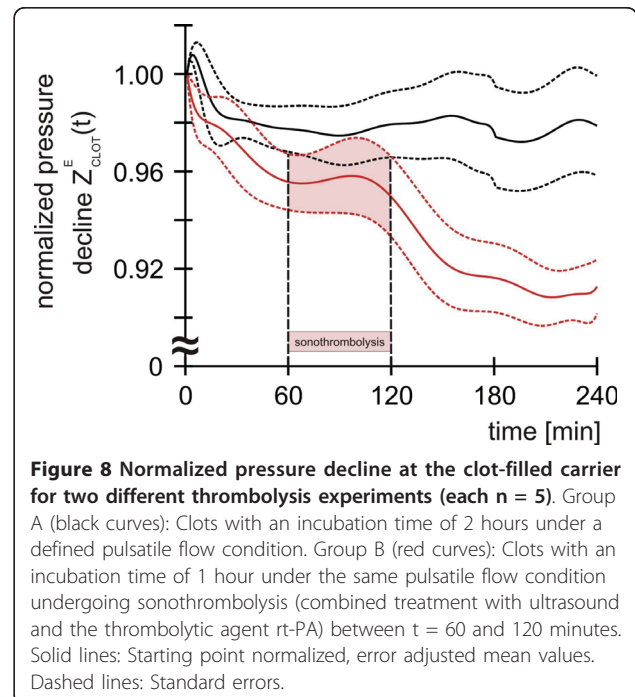 1.00
0.96
0.92
0
normalized pressure
decline Z^E_CLOT(t)
sonothrombolysis
0 60 120 180 240
time [min]
Figure 8 Normalized pressure decline at the clot-filled carrier
for two different thrombolysis experiments (each n = 5). Group
A (black curves): Clots with an incubation time of 2 hours under a
defined pulsatile flow condition. Group B (red curves): Clots with an
incubation time of 1 hour under the same pulsatile flow condition
undergoing sonothrombolysis (combined treatment with ultrasound
and the thrombolytic agent rt-PA) between t = 60 and 120 minutes.
Solid lines: Starting point normalized, error adjusted mean values.
Dashed lines: Standard errors.